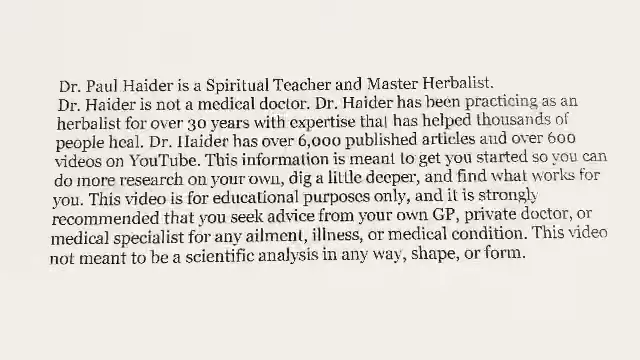 Dr. Paul Haider is a Spiritual Teacher and Master Herbalist.
Dr. Haider is not a medical doctor. Dr. Haider has been practicing as an
herbalist for over 30 years with expertise that has helped thousands of
people heal. Dr. Haider has over 6,000 published articles and over 600
videos on YouTube. This information is meant to get you started so you can
do more research on your own, dig a little deeper, and find what works for
you. This video is for educational purposes only, and it is strongly
recommended that you seek advice from your own GP, private doctor, or
medical specialist for any ailment, illness, or medical condition. This video
not meant to be a scientific analysis in any way, shape, or form.